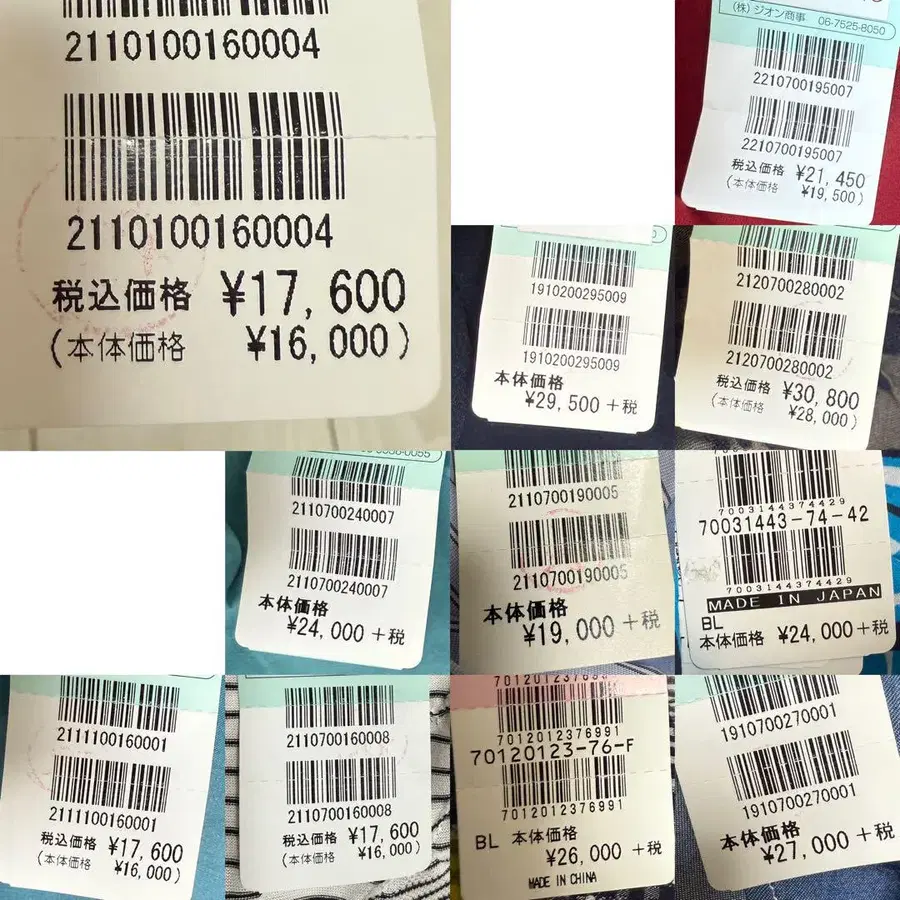 2110100160004
2110100160004
税込価格 ¥17,600
(本体価格 ¥16,000)
(株)ジオン商事 06-7525-8050
2210700195007
2210700195007
税込価格 ¥21,450
(本体価格 ¥19,500)
1910200295009
1910200295009
本体価格
¥29,500+税
2120700280002
2120700280002
税込価格 ¥30,800
(本体価格 ¥28,000)
2110700240007
2110700240007
本体価格
¥24,000+税
2110700190005
2110700190005
本体価格
¥19,000+税
7003144374429
70031443-74-42
7003144374429
MADE IN JAPAN
BL
本体価格 ¥24,000+税
2111100160001
2111100160001
税込価格 ¥17,600
(本体価格 ¥16,000)
2110700160008
2110700160008
税込価格 ¥17,600
(本体価格 ¥16,000)
7012012376991
70120123-76-F
7012012376991
BL 本体価格
¥26,000+税
MADE IN CHINA
1910700270001
1910700270001
本体価格
¥27,000+税